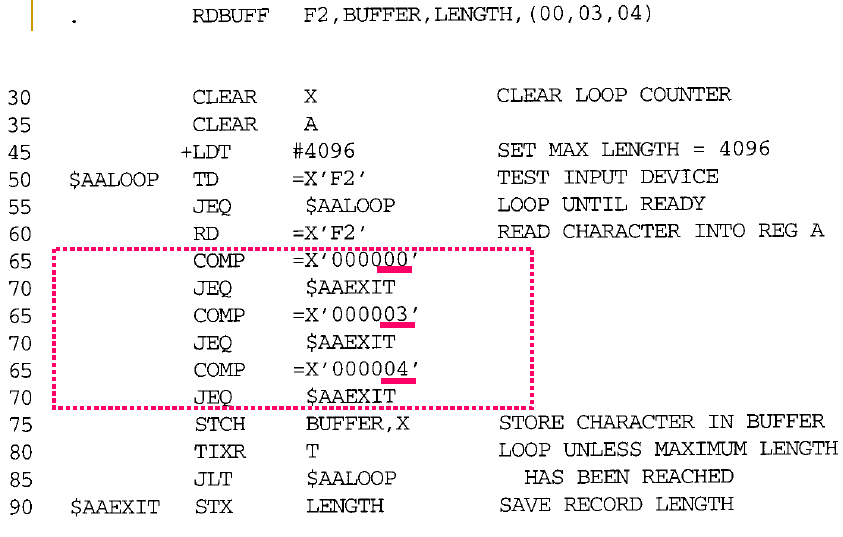 . RDBUFF F2,BUFFER,LENGTH,(00,03,04)
30 CLEAR X CLEAR LOOP COUNTER
35 CLEAR A
45 +LDT #4096 SET MAX LENGTH = 4096
50 $AALOOP TD =X'F2' TEST INPUT DEVICE
55 JEQ $AALOOP LOOP UNTIL READY
60 RD =X'F2' READ CHARACTER INTO REG A
65 COMP =X'000000'
70 JEQ $AAEXIT
65 COMP =X'000003'
70 JEQ $AAEXIT
65 COMP =X'000004'
70 JEQ $AAEXIT
75 STCH BUFFER,X STORE CHARACTER IN BUFFER
80 TIXR T LOOP UNLESS MAXIMUM LENGTH
85 JLT $AALOOP HAS BEEN REACHED
90 $AAEXIT STX LENGTH SAVE RECORD LENGTH